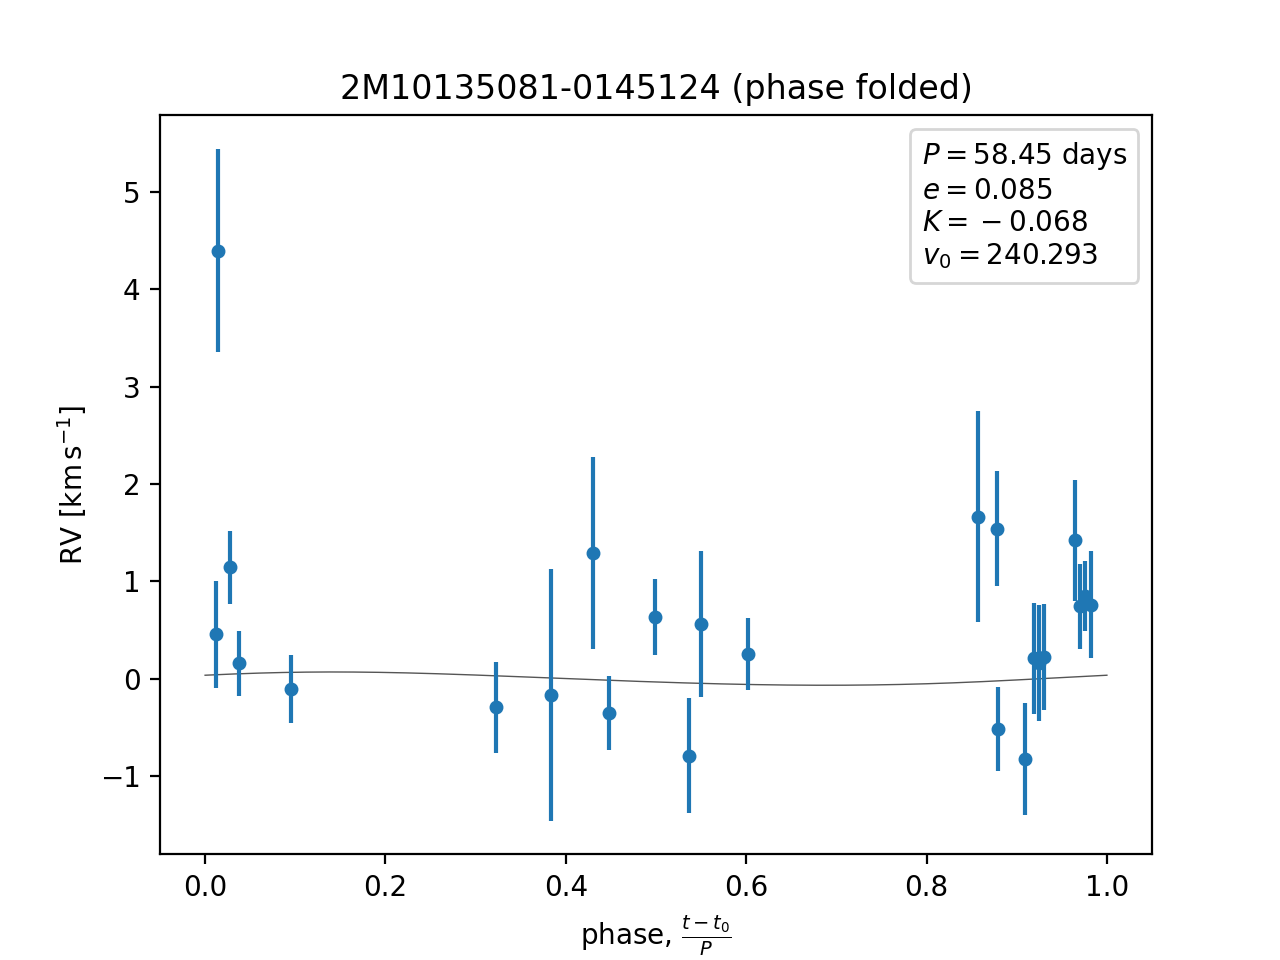 2M10135081-0145124 (phase folded)
P = 58.45 days
e = 0.085
K = −0.068
v₀ = 240.293
5
4
3
2
1
0
−1
RV [km s⁻¹]
0.0 0.2 0.4 0.6 0.8 1.0
phase, (t − t₀)/P